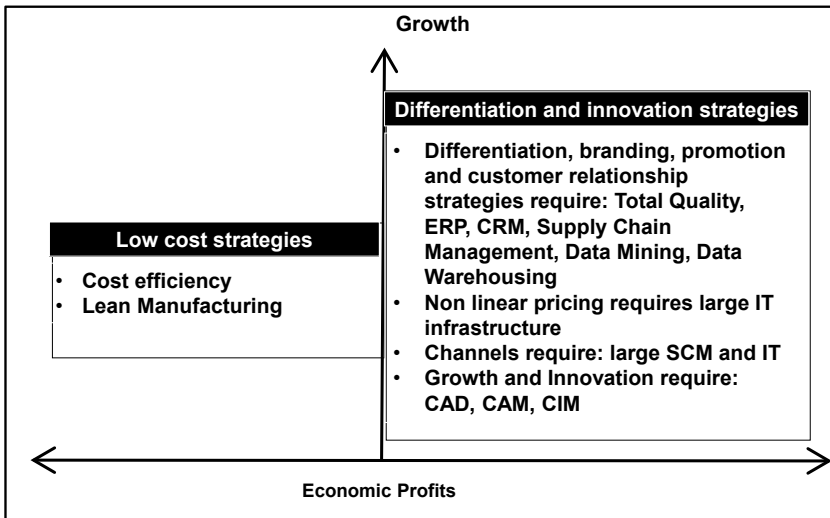 Growth
Differentiation and innovation strategies
• Differentiation, branding, promotion
and customer relationship
strategies require: Total Quality,
ERP, CRM, Supply Chain
Management, Data Mining, Data
Warehousing
• Non linear pricing requires large IT
infrastructure
• Channels require: large SCM and IT
• Growth and Innovation require:
CAD, CAM, CIM
Low cost strategies
• Cost efficiency
• Lean Manufacturing
Economic Profits